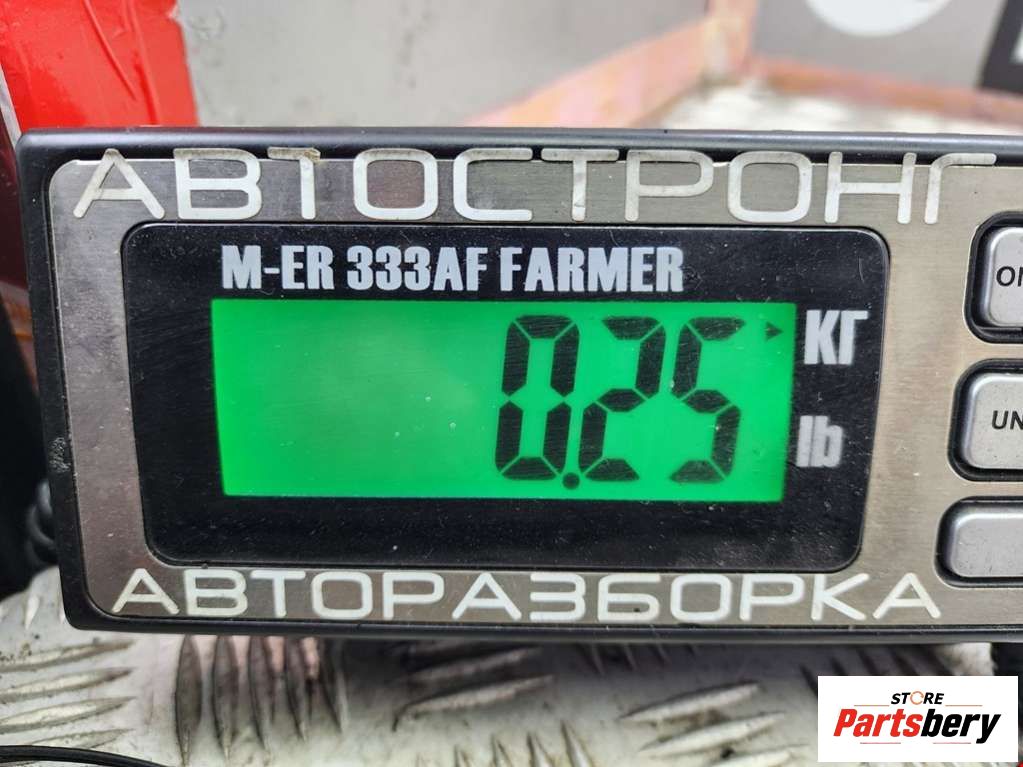 АВТОСТРОНГ
M-ER 333AF FARMER
0.25
КГ
lb
АВТОРАЗБОРКА
STORE
Partsbery